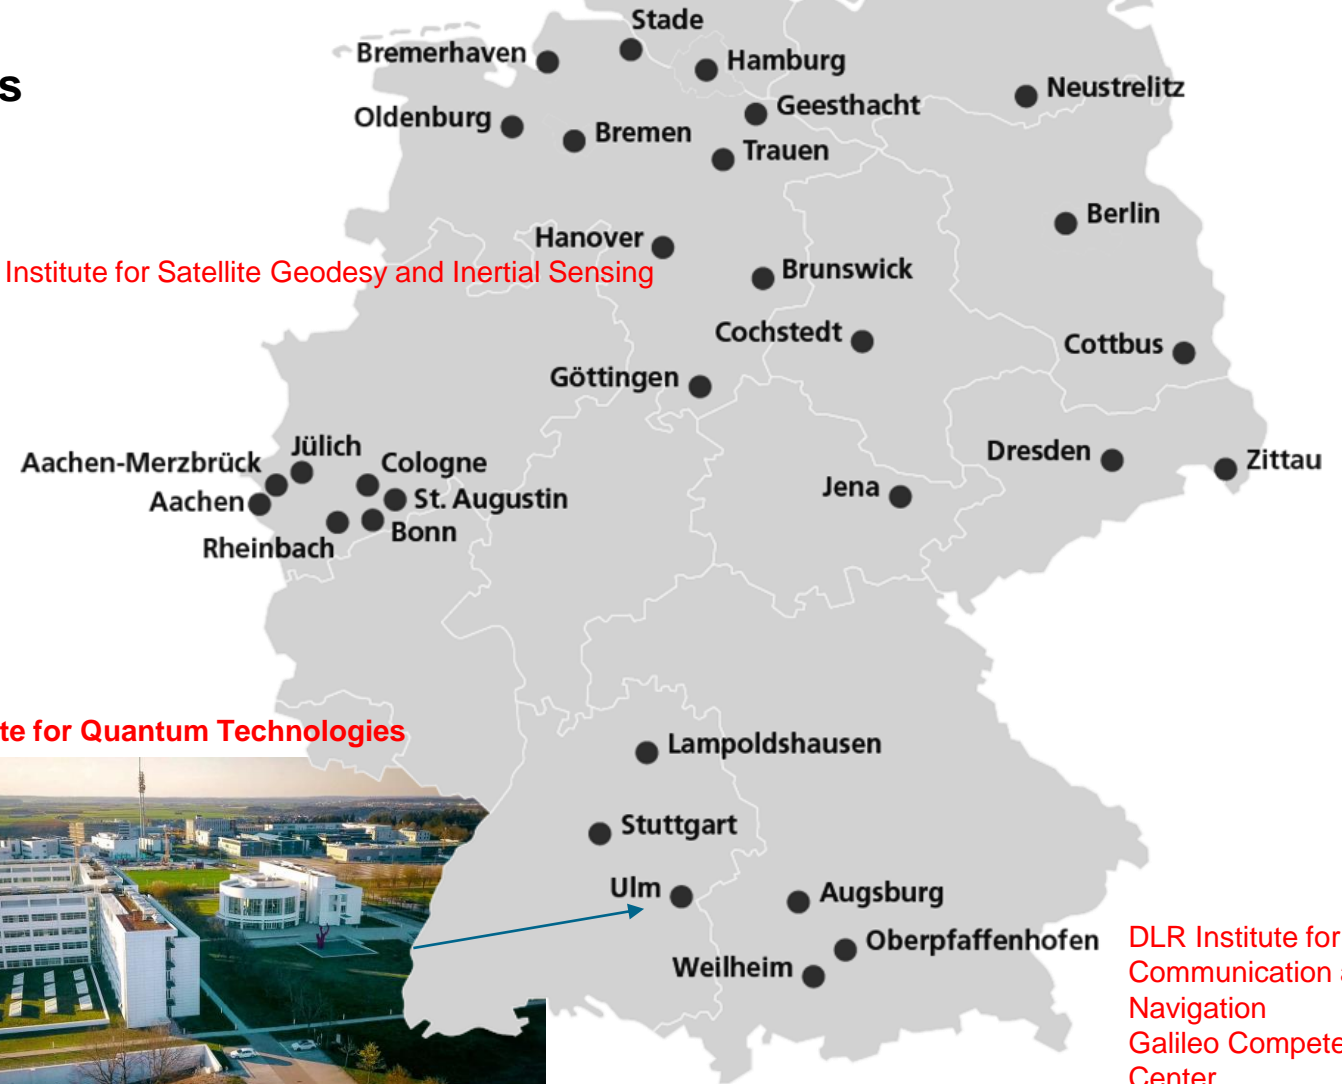 s
Stade
Bremerhaven
Hamburg
Neustrelitz
Geesthacht
Oldenburg
Bremen
Trauen
Berlin
Hanover
Institute for Satellite Geodesy and Inertial Sensing
Brunswick
Cochstedt
Cottbus
Göttingen
Jülich
Aachen-Merzbrück
Cologne
Dresden
Zittau
Aachen
St. Augustin
Jena
Bonn
Rheinbach
te for Quantum Technologies
Lampoldshausen
Stuttgart
Ulm
Augsburg
Oberpfaffenhofen
Weilheim
DLR Institute for
Communication a
Navigation
Galileo Compete
Center